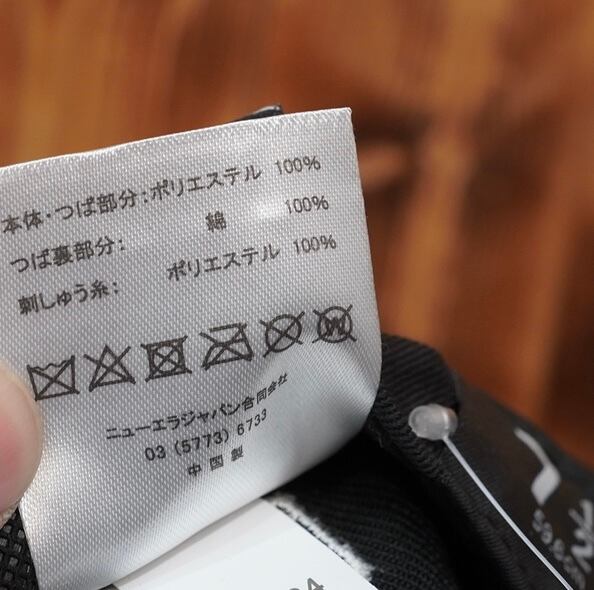 本体・つば部分:ポリエステル 100%
つば裏部分: 綿 100%
刺しゅう糸: ポリエステル 100%
W
ニューエラジャパン合同会社
03 (5773) 6733
中国製